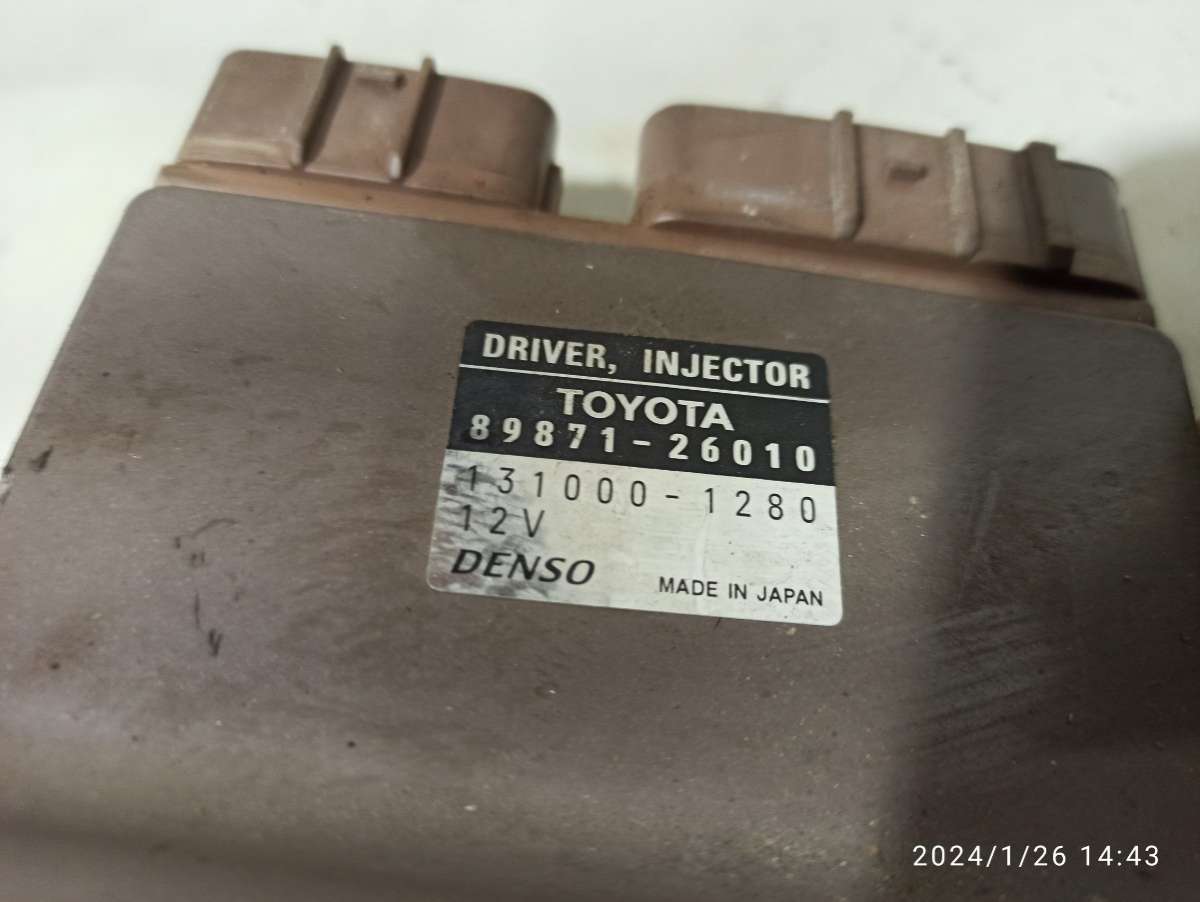 DRIVER, INJECTOR
TOYOTA
89871-26010
131000-1280
12V
DENSO MADE IN JAPAN
2024/1/26 14:43